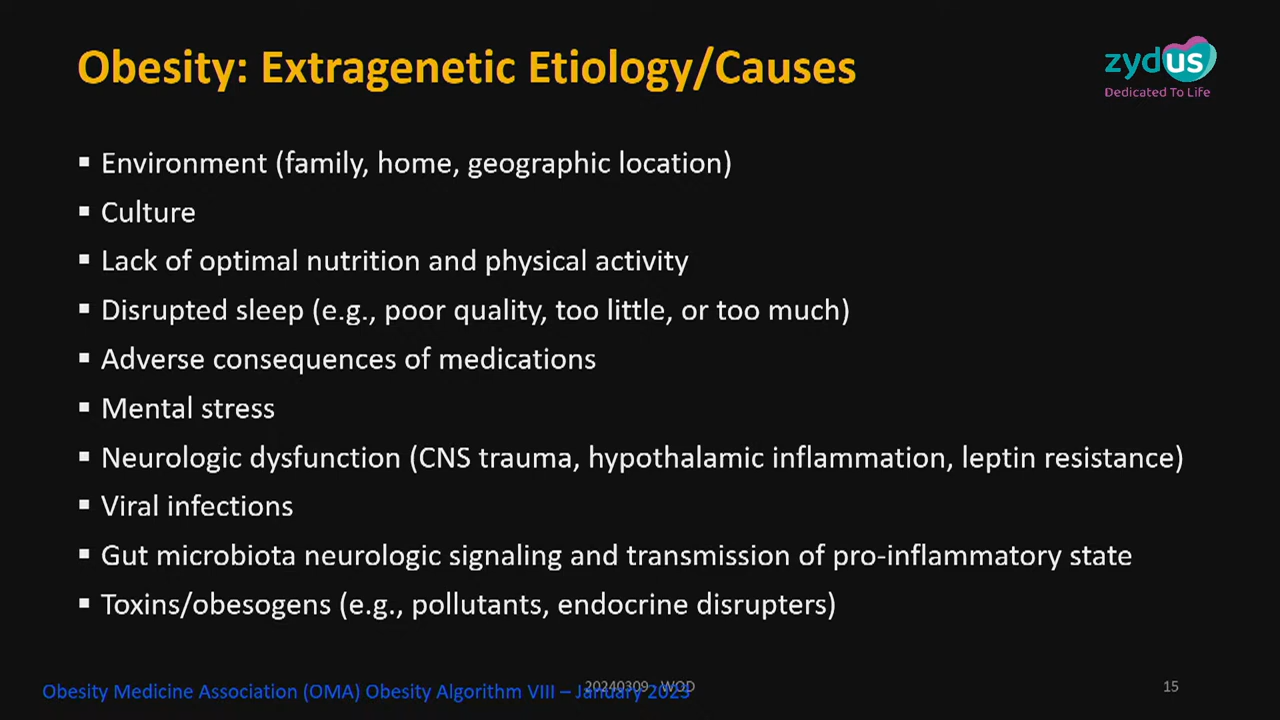 Obesity: Extragenetic Etiology/Causes
zydus
Dedicated To Life
▪ Environment (family, home, geographic location)
▪ Culture
▪ Lack of optimal nutrition and physical activity
▪ Disrupted sleep (e.g., poor quality, too little, or too much)
▪ Adverse consequences of medications
▪ Mental stress
▪ Neurologic dysfunction (CNS trauma, hypothalamic inflammation, leptin resistance)
▪ Viral infections
▪ Gut microbiota neurologic signaling and transmission of pro-inflammatory state
▪ Toxins/obesogens (e.g., pollutants, endocrine disrupters)
Obesity Medicine Association (OMA) Obesity Algorithm VIII – January 2023
20240309 WOD
15